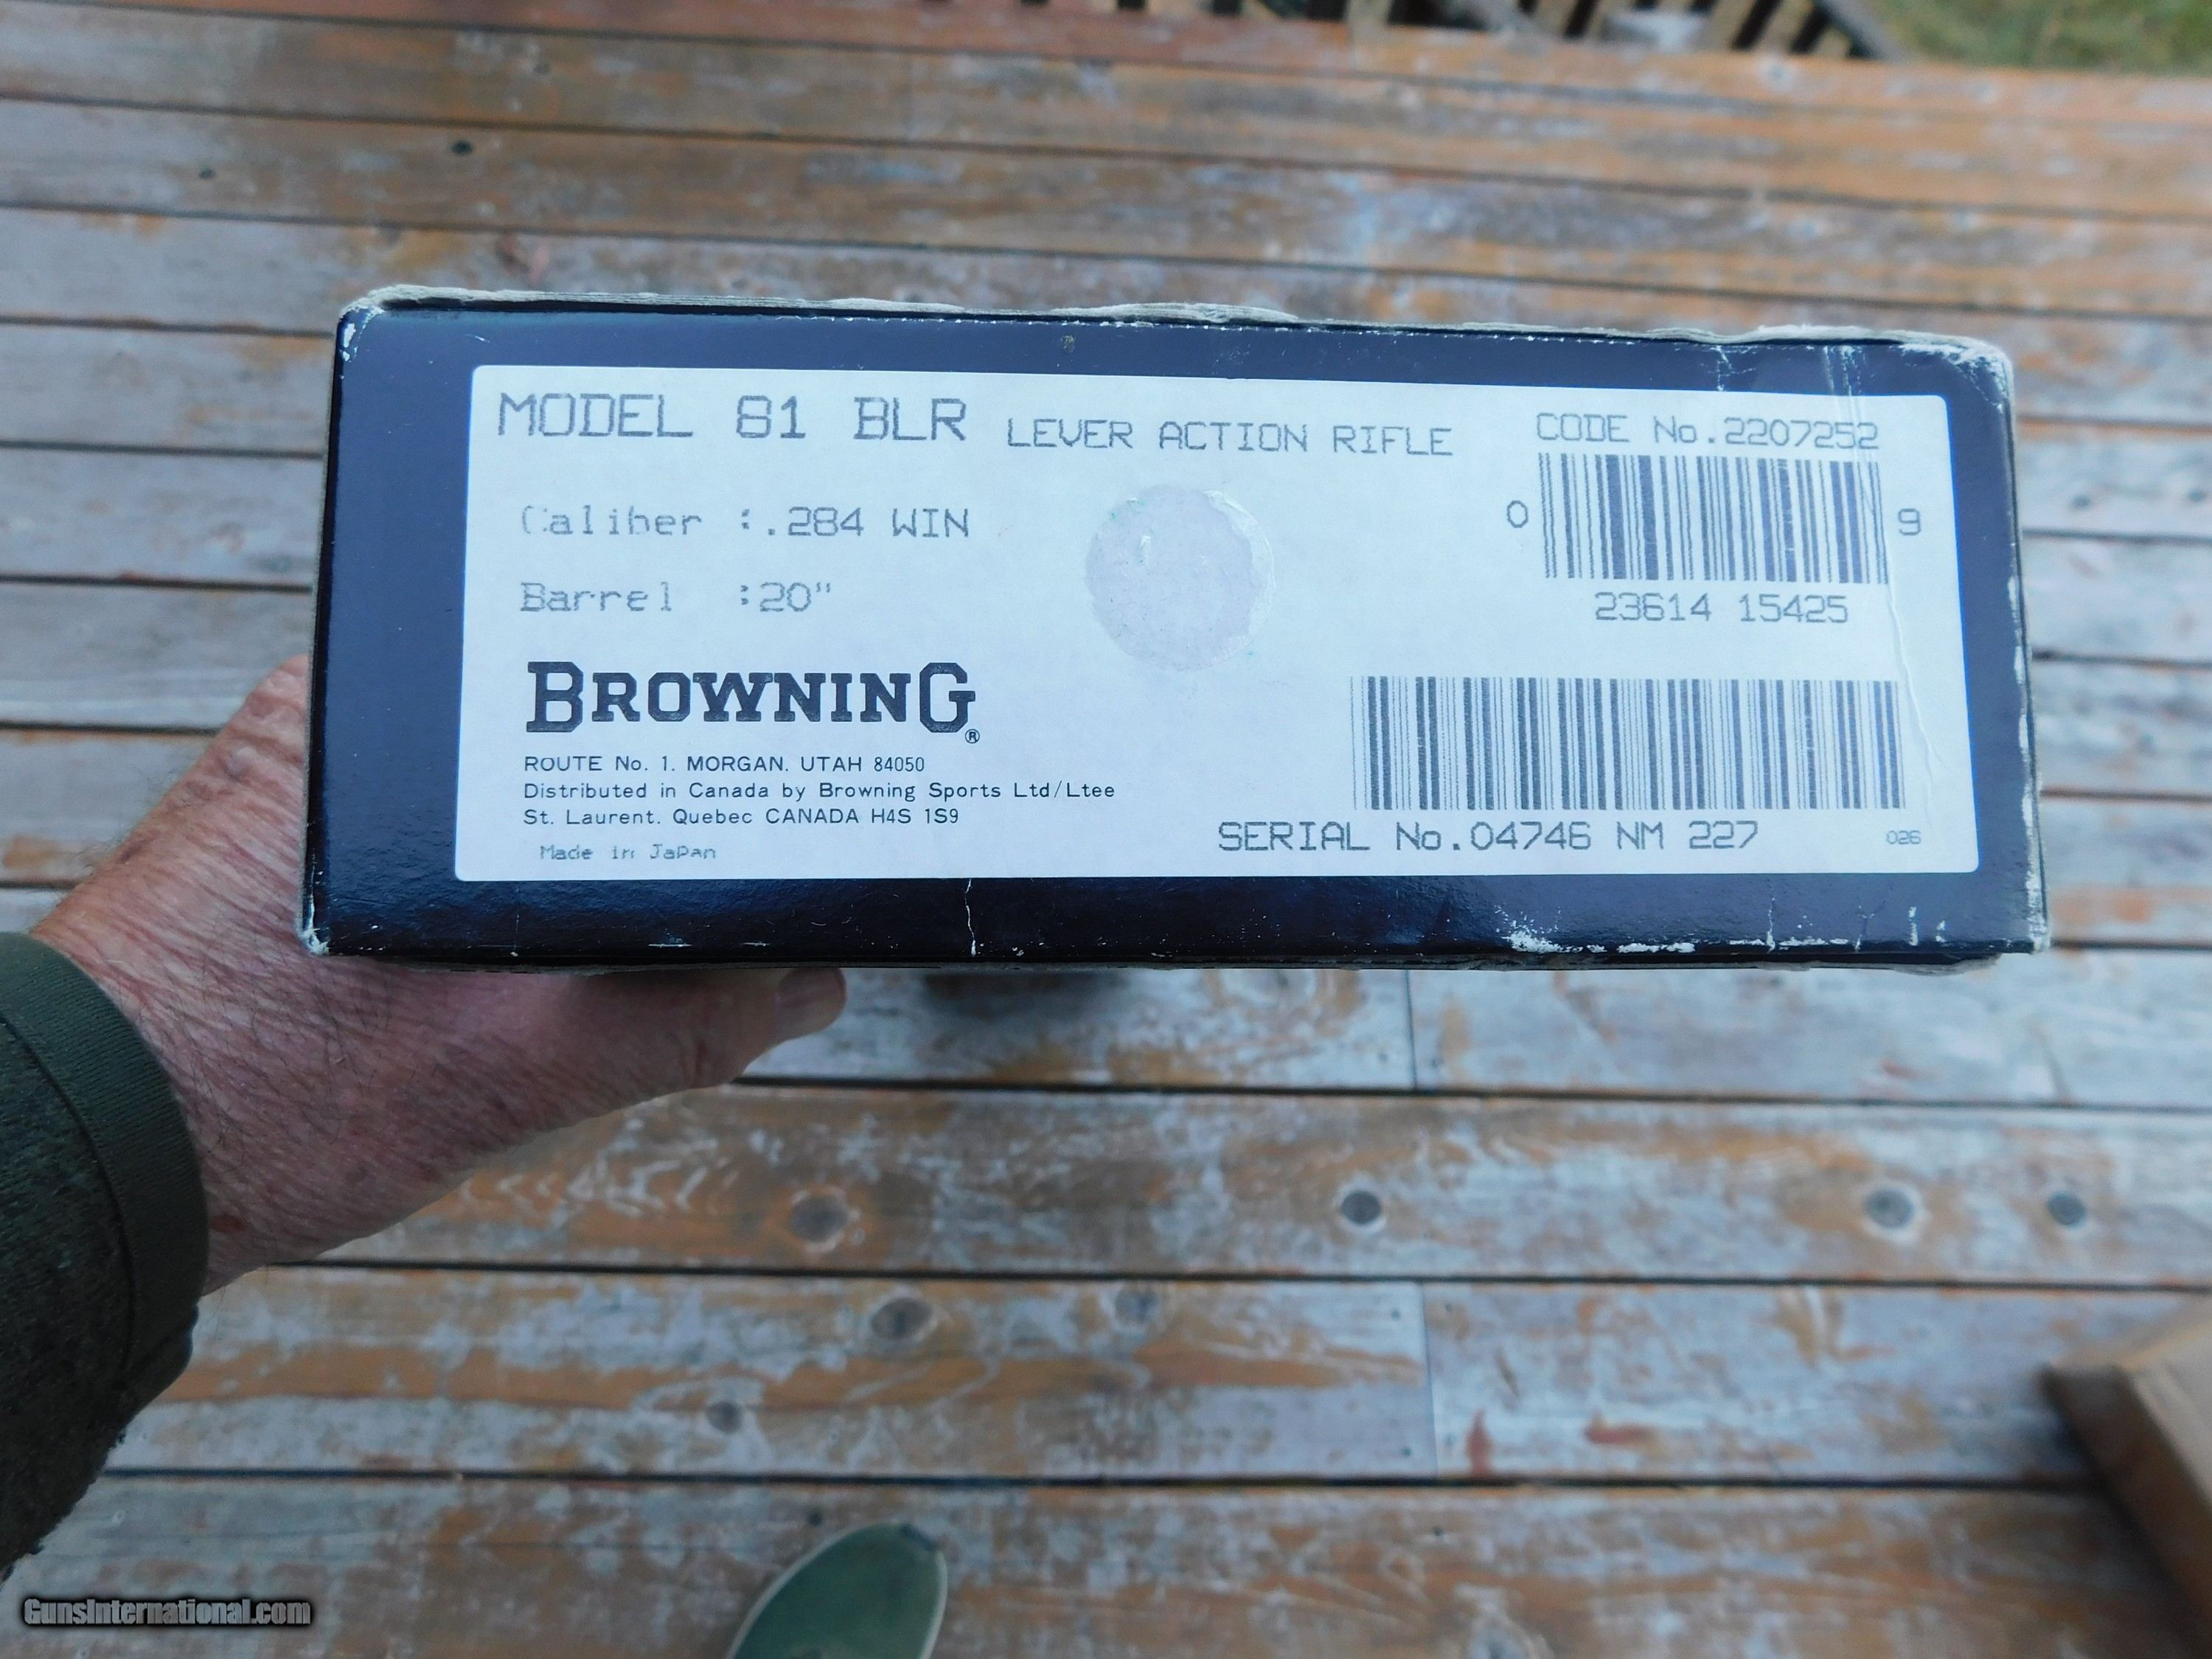 MODEL 81 BLR LEVER ACTION RIFLE
CODE No.2207252
Caliber :.284 WIN
0 9
Barrel :20"
23614 15425
BROWNING®
ROUTE No. 1. MORGAN. UTAH 84050
Distributed in Canada by Browning Sports Ltd/Ltee
St. Laurent. Quebec CANADA H4S 1S9
Made in Japan
SERIAL No.04746 NM 227
026
GunsInternational.com